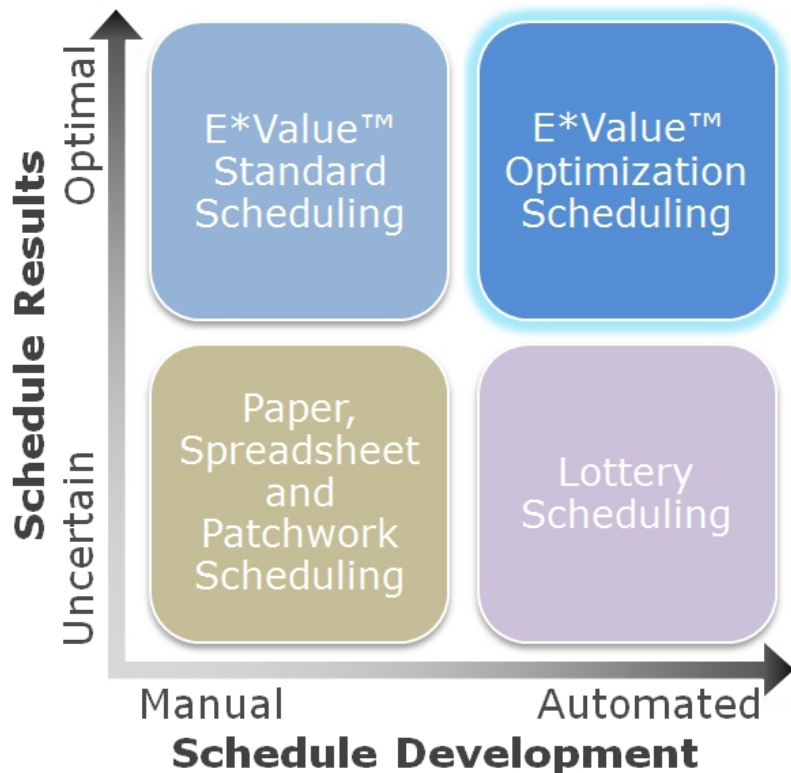 Schedule Results
Optimal
Uncertain
E*Value™
Standard
Scheduling
E*Value™
Optimization
Scheduling
Paper,
Spreadsheet
and
Patchwork
Scheduling
Lottery
Scheduling
Manual
Automated
Schedule Development